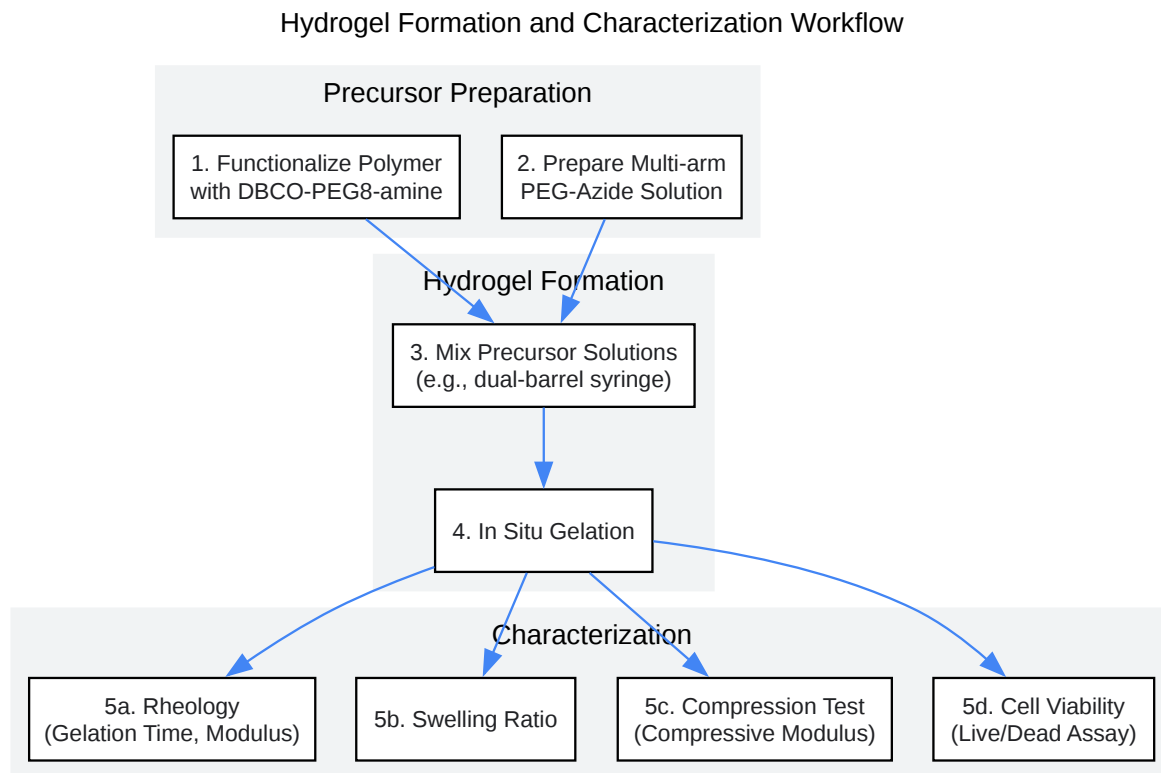 Hydrogel Formation and Characterization Workflow
Precursor Preparation
1. Functionalize Polymer
with DBCO-PEG8-amine
2. Prepare Multi-arm
PEG-Azide Solution
Hydrogel Formation
3. Mix Precursor Solutions
(e.g., dual-barrel syringe)
4. In Situ Gelation
Characterization
5a. Rheology
(Gelation Time, Modulus)
5b. Swelling Ratio
5c. Compression Test
(Compressive Modulus)
5d. Cell Viability
(Live/Dead Assay)